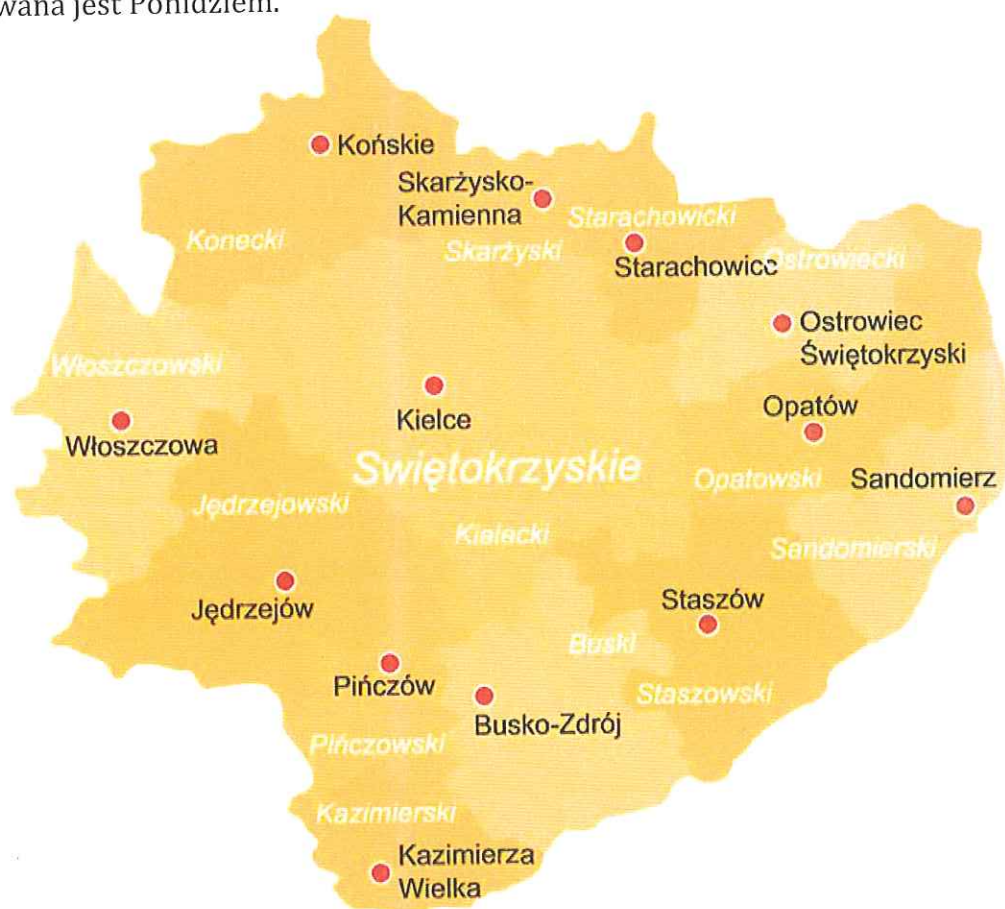 wana jest Ponidziem.
Końskie
Skarżysko-
Kamienna
Starachowicki
Konecki
Skarżyski
Starachowice
Ostrowiecki
Ostrowiec
Świętokrzyski
Włoszczowski
Kielce
Opatów
Włoszczowa
Swiętokrzyskie
Opatowski
Sandomierz
Jędrzejowski
Kielecki
Sandomierski
Jędrzejów
Staszów
Buski
Pińczów
Staszowski
Busko-Zdrój
Pińczowski
Kazimierski
Kazimierza
Wielka